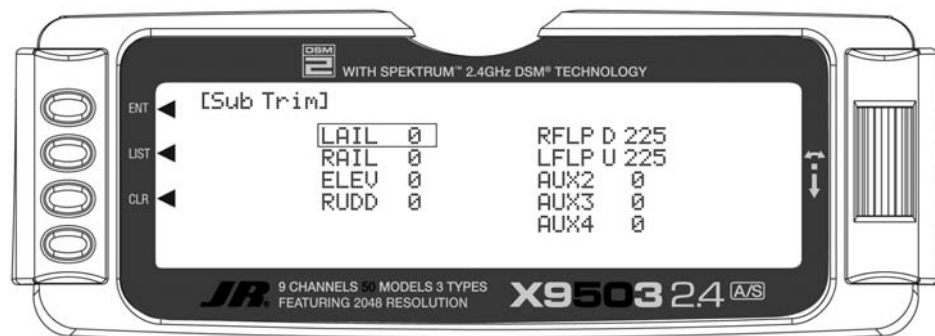 DSM
2 WITH SPEKTRUM™ 2.4GHz DSM® TECHNOLOGY
ENT
LIST
CLR
[Sub Trim]
LAIL 0
RAIL 0
ELEV 0
RUDD 0
RFLP D 225
LFLP U 225
AUX2 0
AUX3 0
AUX4 0
JR.
9 CHANNELS 50 MODELS 3 TYPES
FEATURING 2048 RESOLUTION
X9503 2.4 A/S